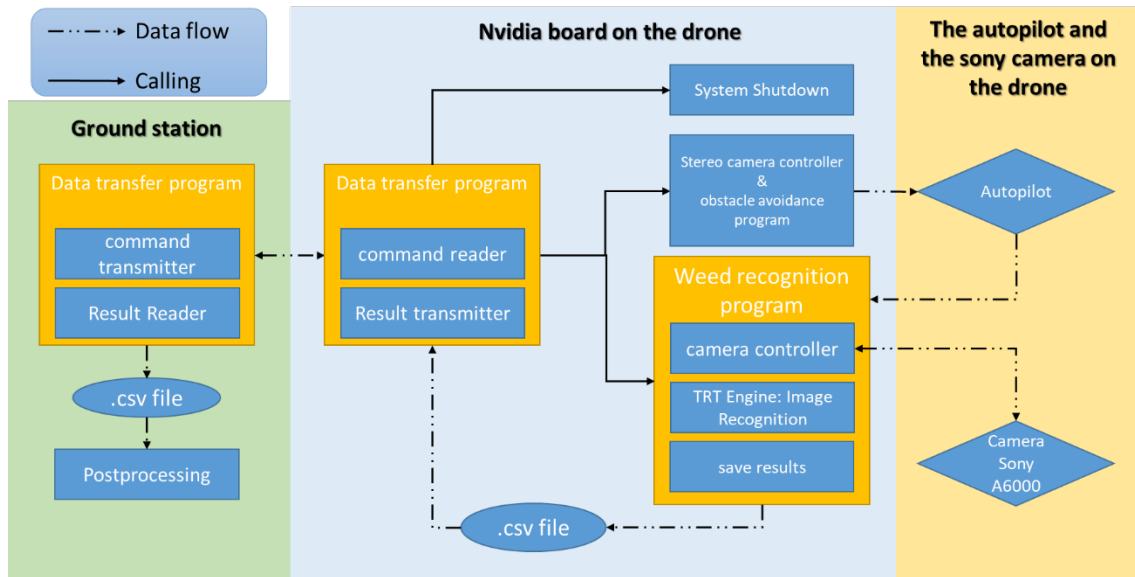 Data flow
Calling
Ground station
Data transfer program
command
transmitter
Result Reader
.csv file
Postprocessing
Nvidia board on the drone
System Shutdown
Stereo camera controller
&
obstacle avoidance
program
Data transfer program
command reader
Result transmitter
Weed recognition
program
camera controller
TRT Engine: Image
Recognition
save results
.csv file
The autopilot and
the sony camera on
the drone
Autopilot
Camera
Sony
A6000